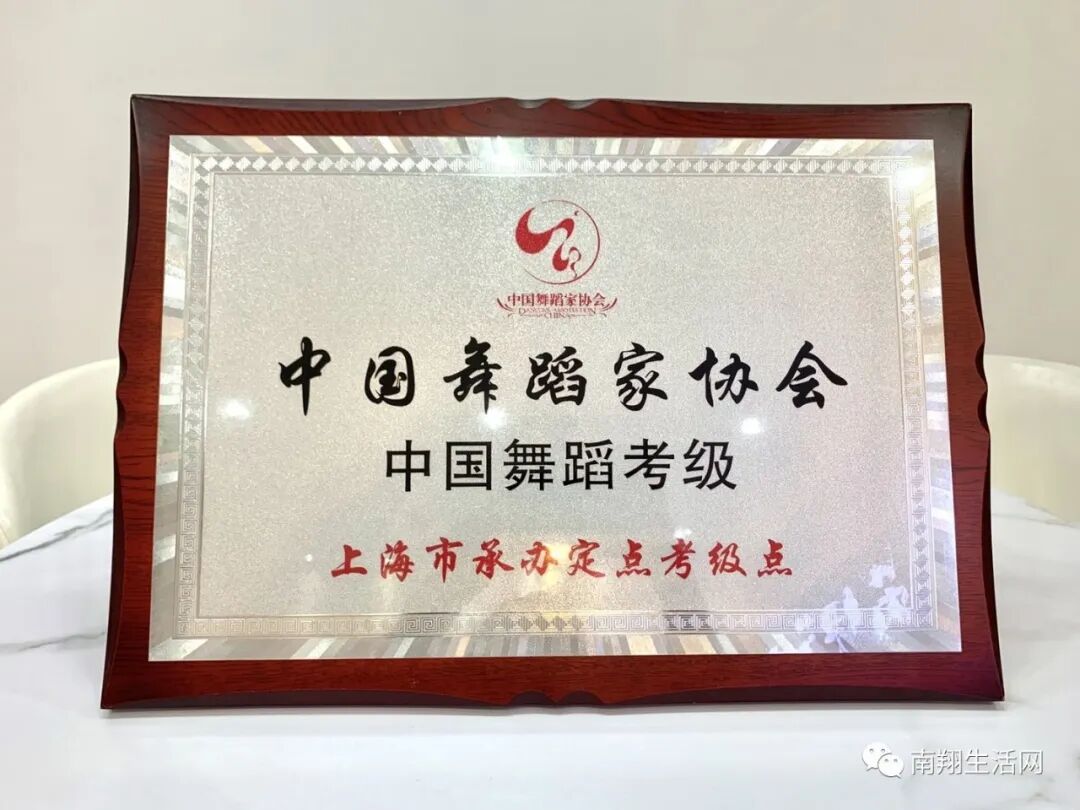 中国舞蹈家协会
中国舞蹈家协会
中国舞蹈考级
上海市承办定点考级点
南翔生活网